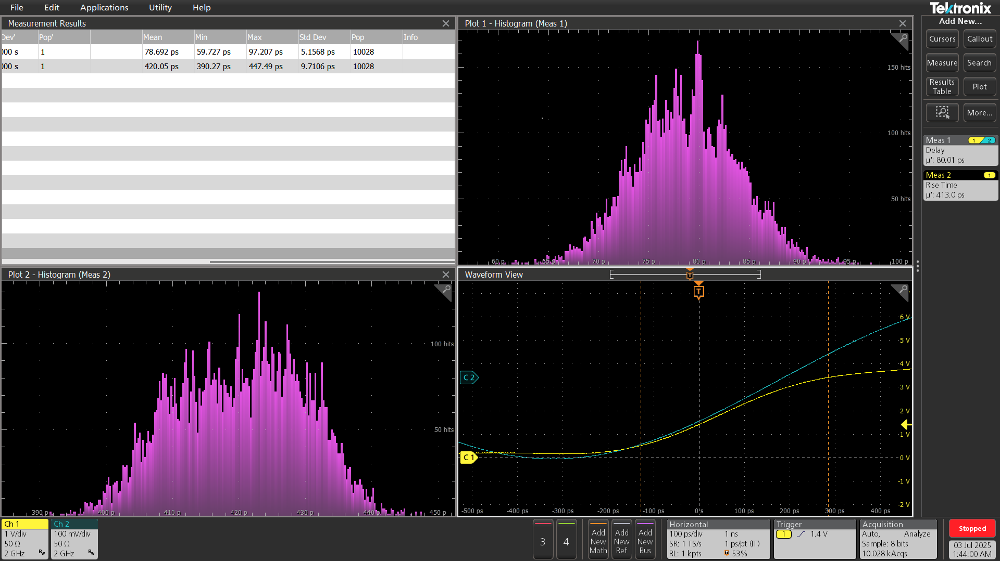 File Edit Applications Utility Help
Tektronix
Add New...
Measurement Results
Dev' Pop' Mean Min Max Std Dev Pop Info
000 s 1 78.692 ps 59.727 ps 97.207 ps 5.1568 ps 10028
000 s 1 420.05 ps 390.27 ps 447.49 ps 9.7106 ps 10028
Plot 1 - Histogram (Meas 1)
150 hits
100 hits
50 hits
60 p 65 p 70 p 75 p 80 p 85 p 90 p 95 p 100 p
Cursors Callout
Measure Search
Results
Table
Plot
More...
Meas 1 1 2
Delay
µ': 80.01 ps
Meas 2 1
Rise Time
µ': 413.0 ps
Plot 2 - Histogram (Meas 2)
100 hits
50 hits
390 p 400 p 410 p 420 p 430 p 440 p 450 p
Waveform View
T
T
6 V
5 V
4 V
C 2
3 V
2 V
1 V
C 1
0 V
-1 V
-2 V
-500 ps -400 ps -300 ps -200 ps -100 ps 0 s 100 ps 200 ps 300 ps 400 ps
Ch 1
1 V/div
50 Ω
2 GHz Bw
Ch 2
100 mV/div
50 Ω
2 GHz Bw
3
4
Add
New
Math
Add
New
Ref
Add
New
Bus
Horizontal
100 ps/div 1 ns
SR: 1 TS/s 1 ps/pt (IT)
RL: 1 kpts T 53%
Trigger
1 1.4 V
Acquisition
Auto, Analyze
Sample: 8 bits
10.028 kAcqs
Stopped
03 Jul 2025
1:44:00 AM